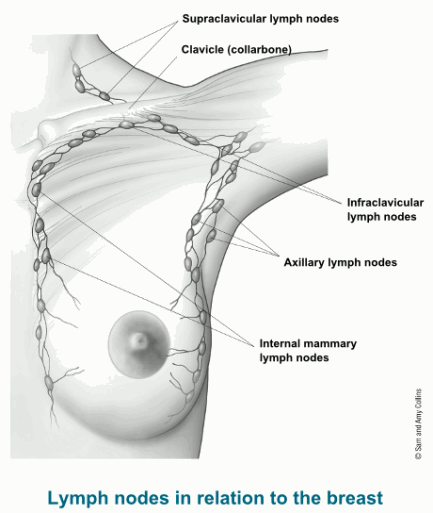 Supraclavicular lymph nodes
Clavicle (collarbone)
Infraclavicular
lymph nodes
Axillary lymph nodes
Internal mammary
lymph nodes
© Sam and Amy Collins
Lymph nodes in relation to the breast